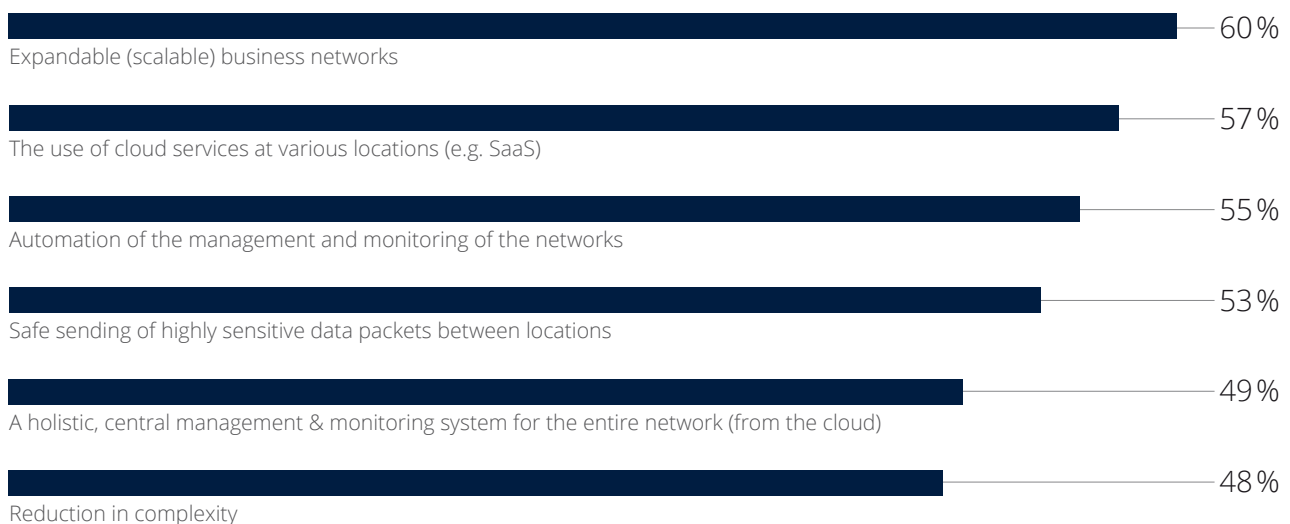 60 %
Expandable (scalable) business networks
57 %
The use of cloud services at various locations (e.g. SaaS)
55 %
Automation of the management and monitoring of the networks
53 %
Safe sending of highly sensitive data packets between locations
49 %
A holistic, central management & monitoring system for the entire network (from the cloud)
48 %
Reduction in complexity